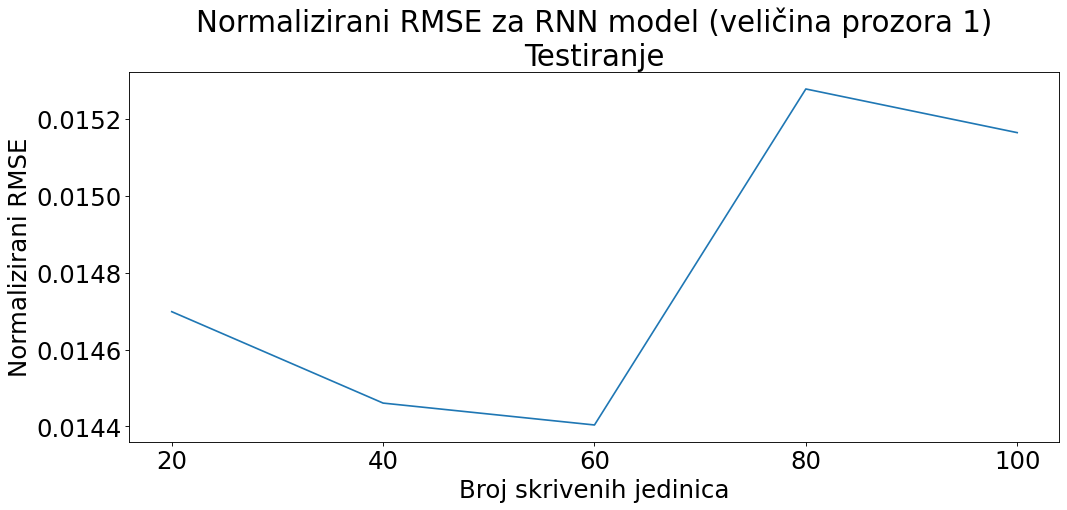 Normalizirani RMSE za RNN model (veličina prozora 1)
Testiranje
Normalizirani RMSE
0.0152
0.0150
0.0148
0.0146
0.0144
20 40 60 80 100
Broj skrivenih jedinica